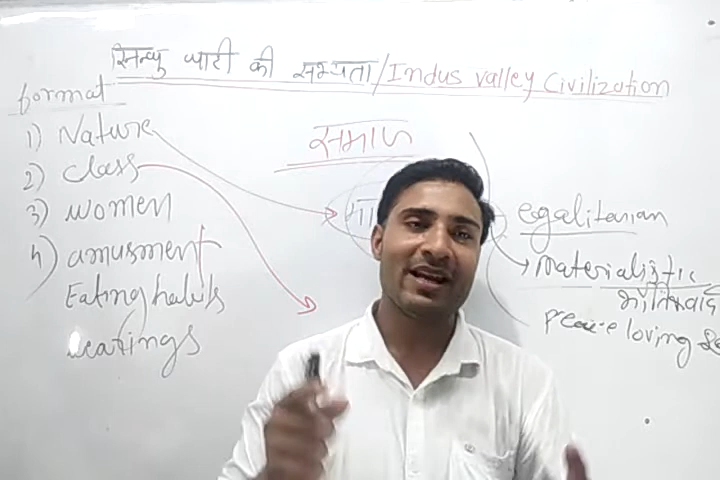 सिन्धु घाटी की सभ्यता/Indus valley Civilization
format
1) Nature
2) class
3) women
4) amusment
Eating habits
wearings
समाज
egalitarian
materialistic
peace loving